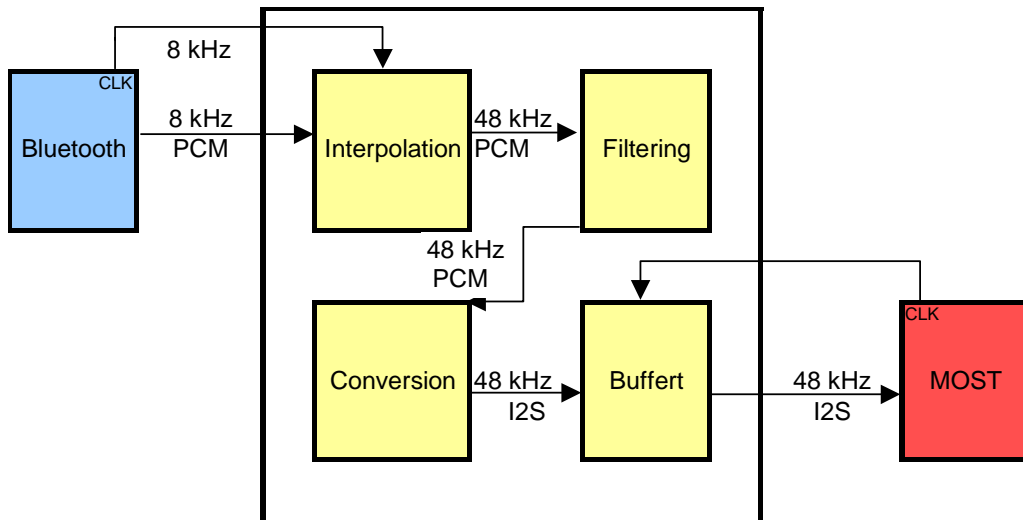 8 kHz
CLK
Bluetooth
8 kHz
PCM
Interpolation
48 kHz
PCM
Filtering
48 kHz
PCM
CLK
Conversion
48 kHz
I2S
Buffert
48 kHz
I2S
MOST